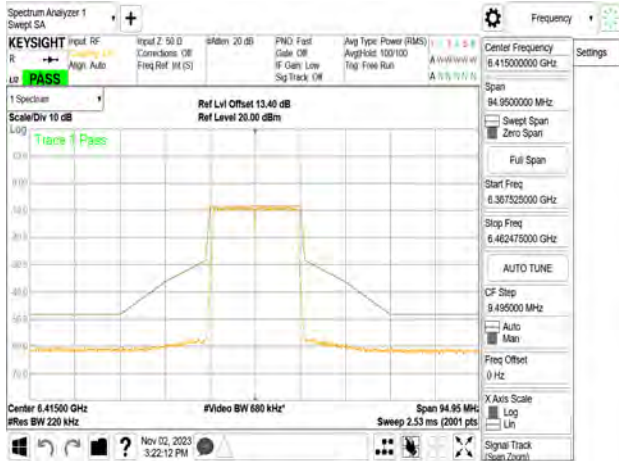 Spectrum Analyzer 1
Swept SA
Frequency
Settings
KEYSIGHT
Input: RF
Align: Auto
Input Z: 50 Ω
Corrections: Off
Freq Ref: Int (S)
#Atten: 20 dB
PNO: Fast
Gate: Off
IF Gain: Low
Sig Track: Off
Avg Type: Power (RMS)
Avg|Hold: 100/100
Trig: Free Run
PASS
1 Spectrum
Scale/Div 10 dB
Log
Ref Lvl Offset 13.40 dB
Ref Level 20.00 dBm
Trace 1 Pass
Center 6.41500 GHz
#Res BW 220 kHz
#Video BW 680 kHz*
Span 94.95 MHz
Sweep 2.53 ms (2001 pts)
Center Frequency
6.415000000 GHz
Span
94.9500000 MHz
Swept Span
Zero Span
Full Span
Start Freq
6.367525000 GHz
Stop Freq
6.462475000 GHz
AUTO TUNE
CF Step
9.495000 MHz
Auto
Man
Freq Offset
0 Hz
X Axis Scale
Log
Lin
Signal Track
(Span Zoom)
Nov 02, 2023
3:22:12 PM